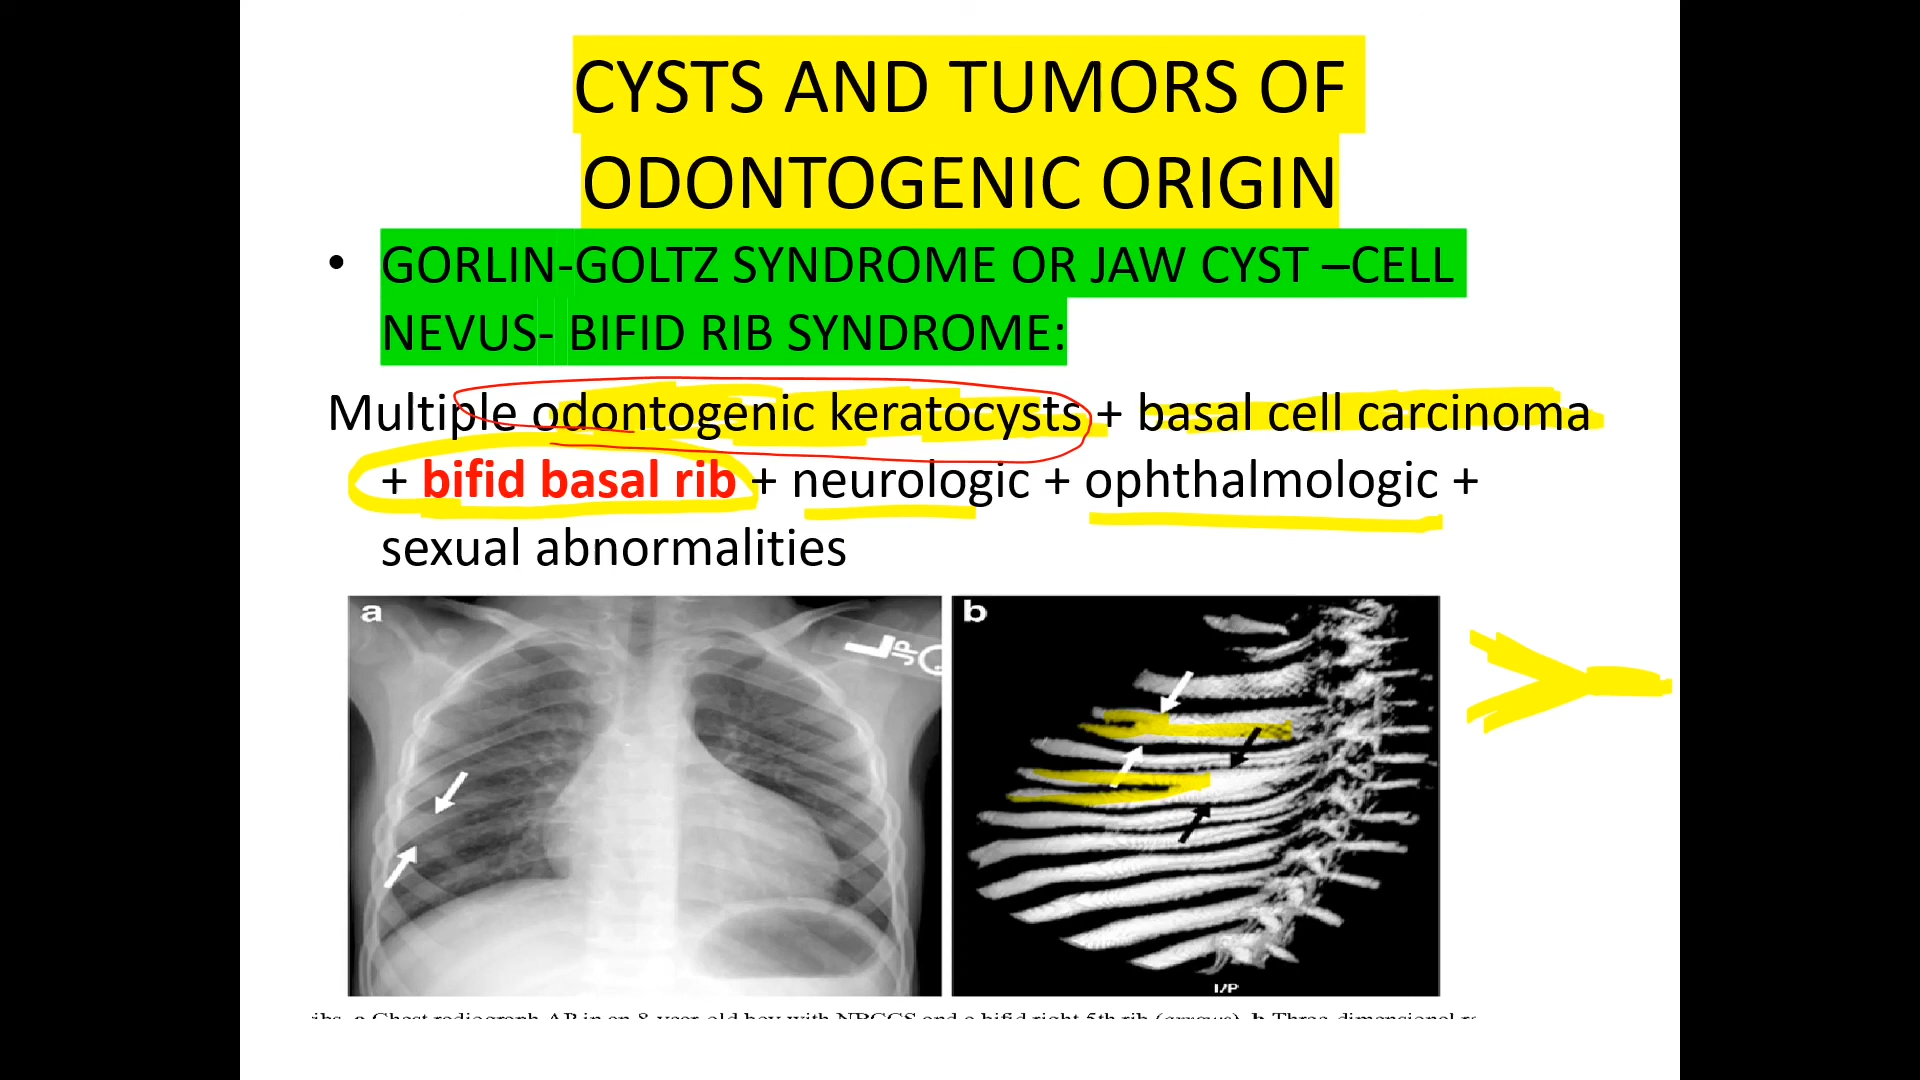 CYSTS AND TUMORS OF
ODONTOGENIC ORIGIN
• GORLIN-GOLTZ SYNDROME OR JAW CYST –CELL
NEVUS- BIFID RIB SYNDROME:
Multiple odontogenic keratocysts + basal cell carcinoma
+ bifid basal rib + neurologic + ophthalmologic +
sexual abnormalities
a
b
L
JP
I/P